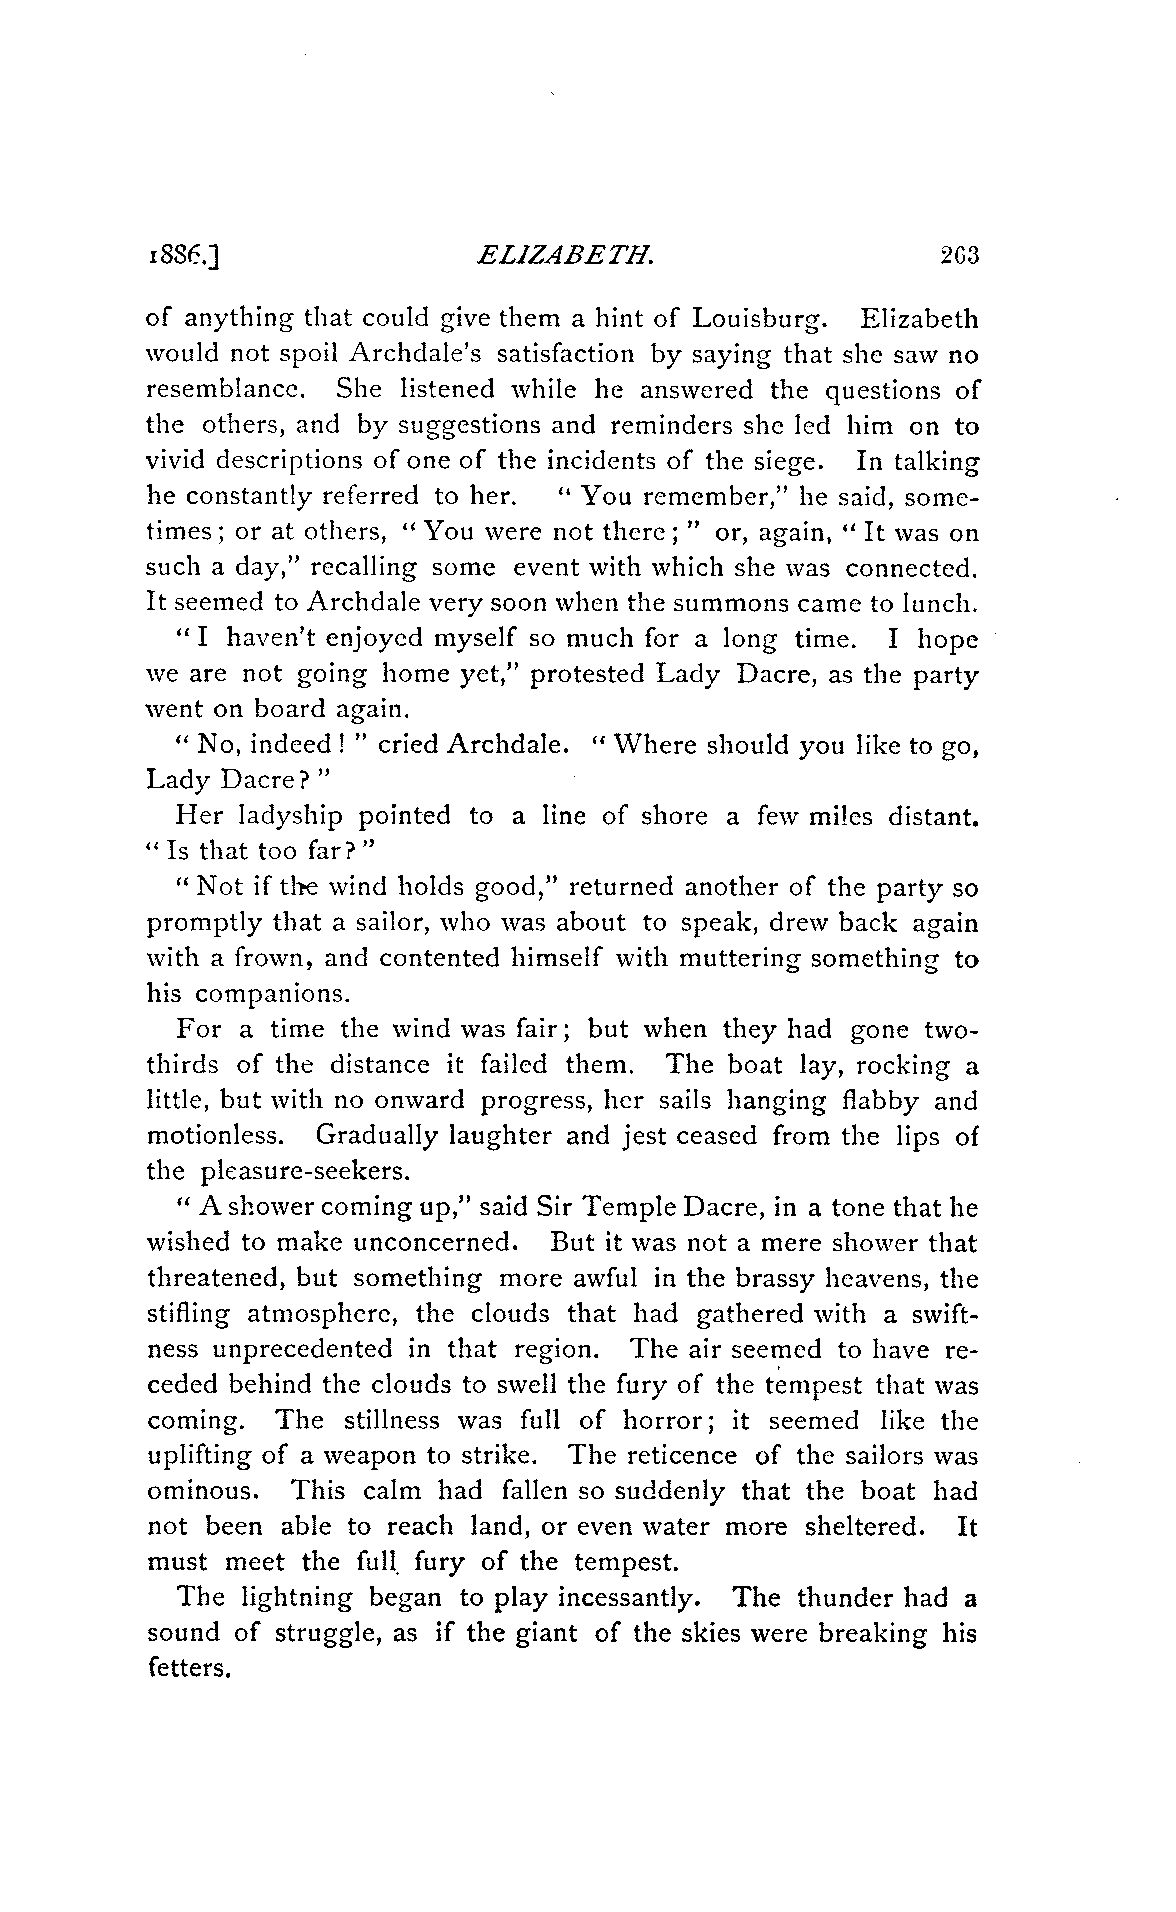 1886.] ELIZABETH. 263
of anything that could give them a hint of Louisburg. Elizabeth
would not spoil Archdale's satisfaction by saying that she saw no
resemblance. She listened while he answered the questions of
the others, and by suggestions and reminders she led him on to
vivid descriptions of one of the incidents of the siege. In talking
he constantly referred to her. "You remember," he said, some-
times; or at others, "You were not there;" or, again, "It was on
such a day," recalling some event with which she was connected.
It seemed to Archdale very soon when the summons came to lunch.
"I haven't enjoyed myself so much for a long time. I hope
we are not going home yet," protested Lady Dacre, as the party
went on board again.
"No, indeed!" cried Archdale. "Where should you like to go,
Lady Dacre?"
Her ladyship pointed to a line of shore a few miles distant.
"Is that too far?"
"Not if the wind holds good," returned another of the party so
promptly that a sailor, who was about to speak, drew back again
with a frown, and contented himself with muttering something to
his companions.
For a time the wind was fair; but when they had gone two-
thirds of the distance it failed them. The boat lay, rocking a
little, but with no onward progress, her sails hanging flabby and
motionless. Gradually laughter and jest ceased from the lips of
the pleasure-seekers.
"A shower coming up," said Sir Temple Dacre, in a tone that he
wished to make unconcerned. But it was not a mere shower that
threatened, but something more awful in the brassy heavens, the
stifling atmosphere, the clouds that had gathered with a swift-
ness unprecedented in that region. The air seemed to have re-
ceded behind the clouds to swell the fury of the tempest that was
coming. The stillness was full of horror; it seemed like the
uplifting of a weapon to strike. The reticence of the sailors was
ominous. This calm had fallen so suddenly that the boat had
not been able to reach land, or even water more sheltered. It
must meet the full fury of the tempest.
The lightning began to play incessantly. The thunder had a
sound of struggle, as if the giant of the skies were breaking his
fetters.